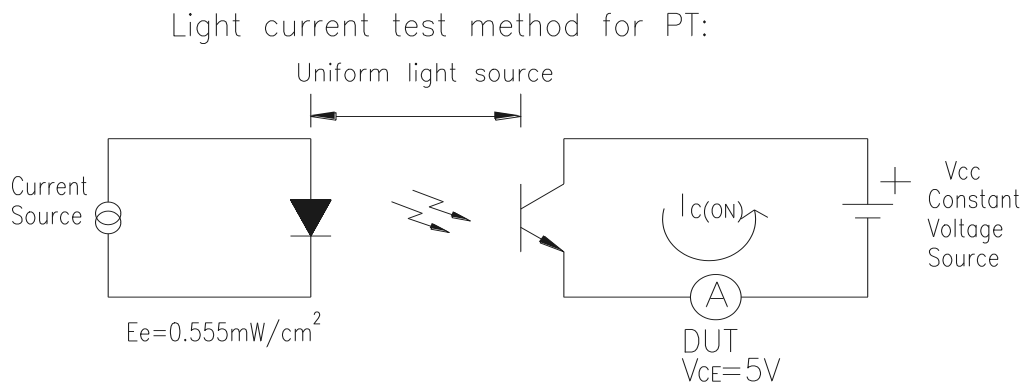 Light current test method for PT:
Uniform light source
Current
Source
Ee=0.555mW/cm²
IC(ON)
A
DUT
VCE=5V
+
Vcc
Constant
Voltage
Source